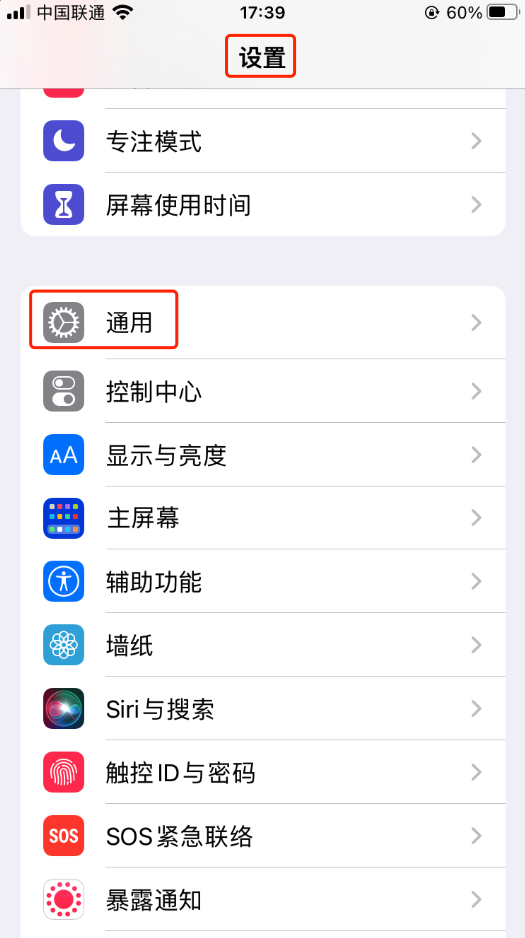 中国联通 17:39 60%
设置
专注模式
屏幕使用时间
通用
控制中心
AA 显示与亮度
主屏幕
辅助功能
墙纸
Siri与搜索
触控ID与密码
SOS SOS紧急联络
暴露通知